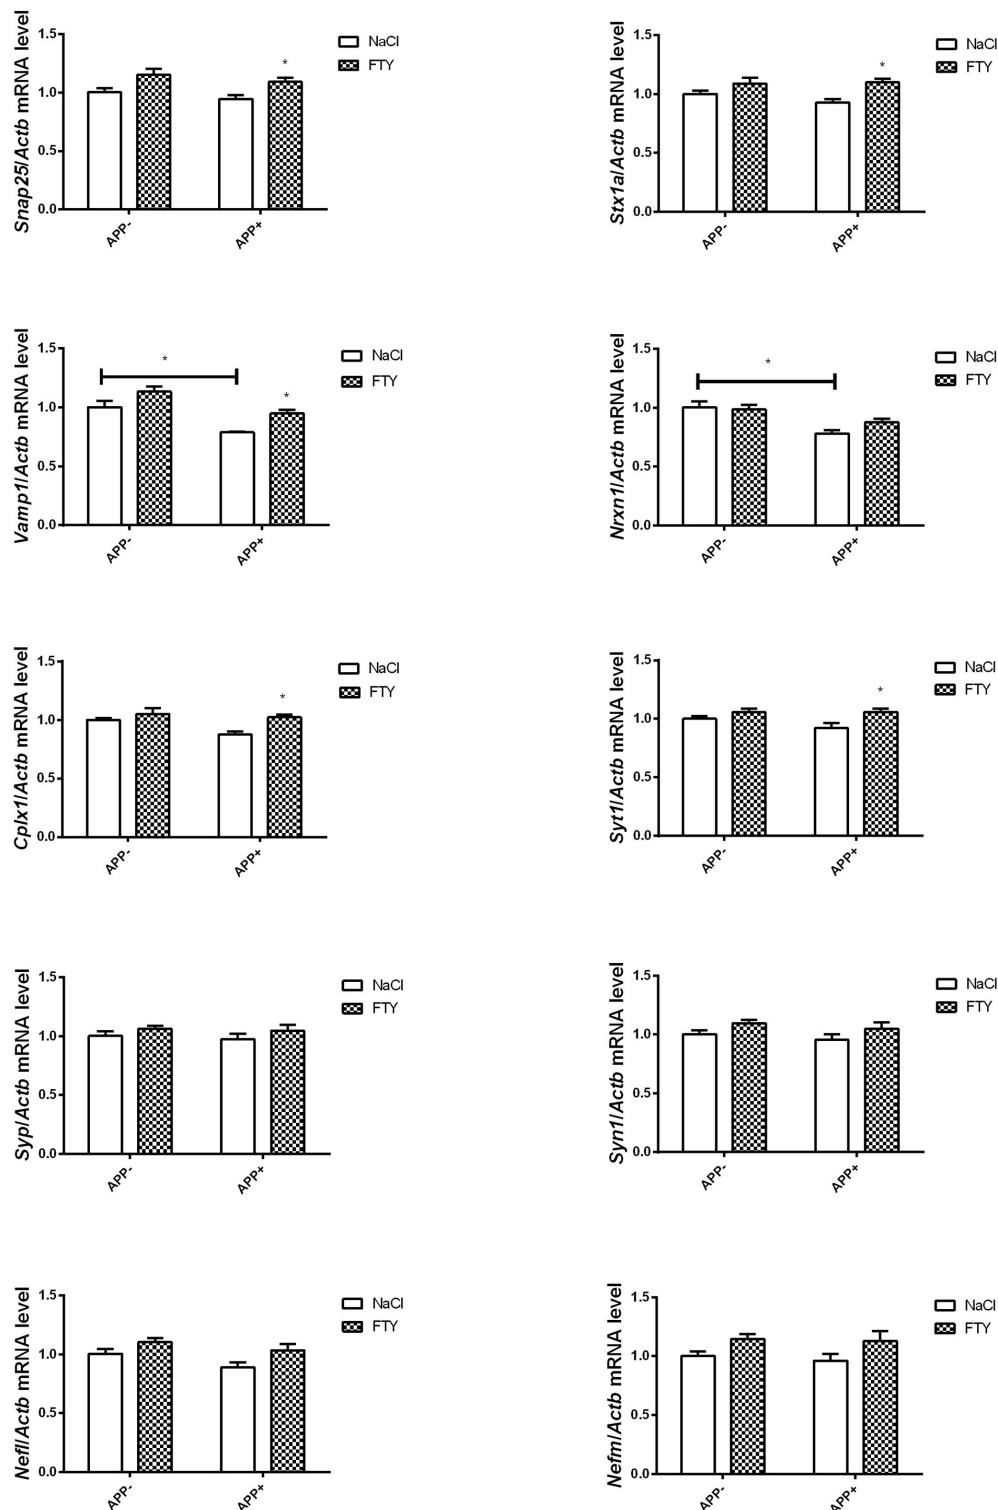 Snap25/Actb mRNA level
1.5
1.0
0.5
0.0
*
APP-
APP+
NaCl
FTY
Stx1a/Actb mRNA level
1.5
1.0
0.5
0.0
*
APP-
APP+
NaCl
FTY
Vamp1/Actb mRNA level
1.5
1.0
0.5
0.0
*
*
APP-
APP+
NaCl
FTY
Nrxn1/Actb mRNA level
1.5
1.0
0.5
0.0
*
APP-
APP+
NaCl
FTY
Cplx1/Actb mRNA level
1.5
1.0
0.5
0.0
*
APP-
APP+
NaCl
FTY
Syt1/Actb mRNA level
1.5
1.0
0.5
0.0
*
APP-
APP+
NaCl
FTY
Syp/Actb mRNA level
1.5
1.0
0.5
0.0
APP-
APP+
NaCl
FTY
Syn1/Actb mRNA level
1.5
1.0
0.5
0.0
APP-
APP+
NaCl
FTY
Nefl/Actb mRNA level
1.5
1.0
0.5
0.0
APP-
APP+
NaCl
FTY
Nefm/Actb mRNA level
1.5
1.0
0.5
0.0
APP-
APP+
NaCl
FTY